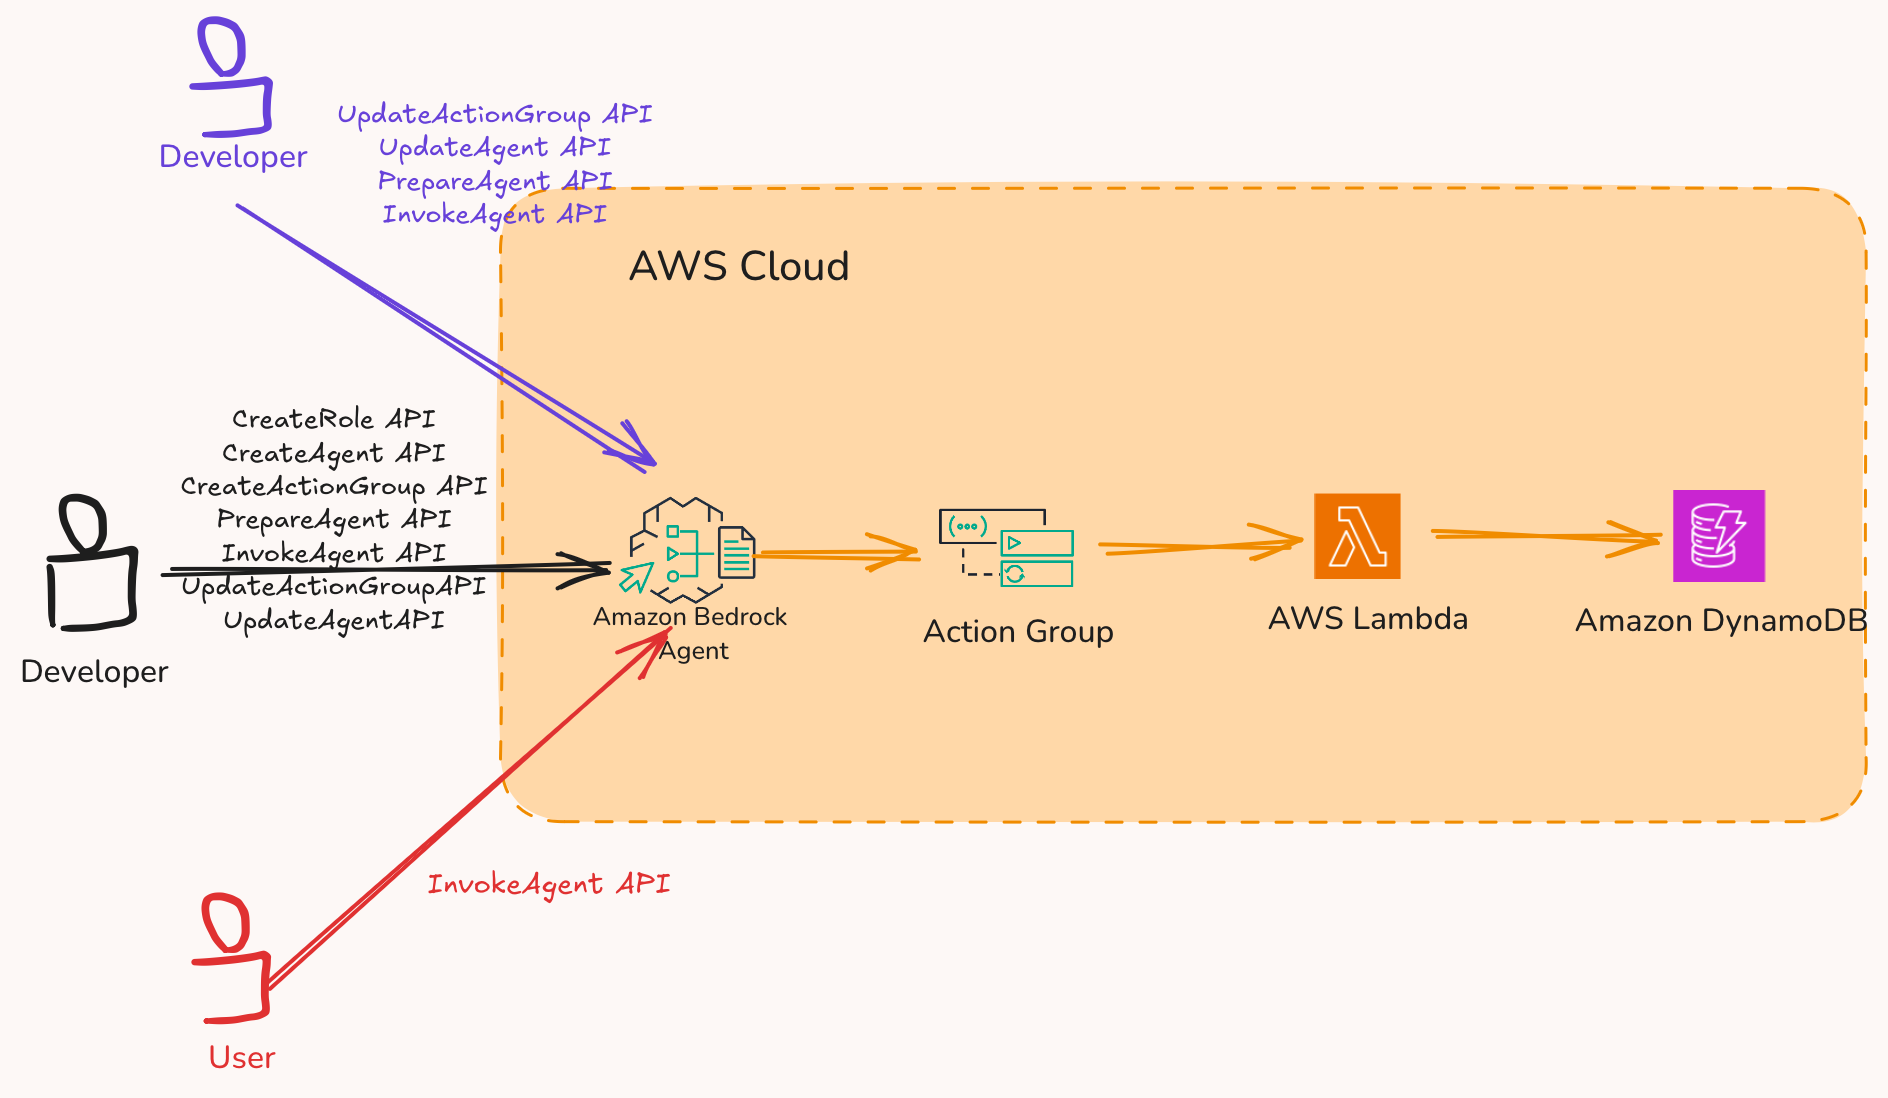 Developer
UpdateActionGroup API
UpdateAgent API
PrepareAgent API
InvokeAgent API
AWS Cloud
CreateRole API
CreateAgent API
CreateActionGroup API
PrepareAgent API
InvokeAgent API
UpdateActionGroupAPI
UpdateAgentAPI
Developer
Amazon Bedrock
Agent
Action Group
AWS Lambda
Amazon DynamoDB
InvokeAgent API
User